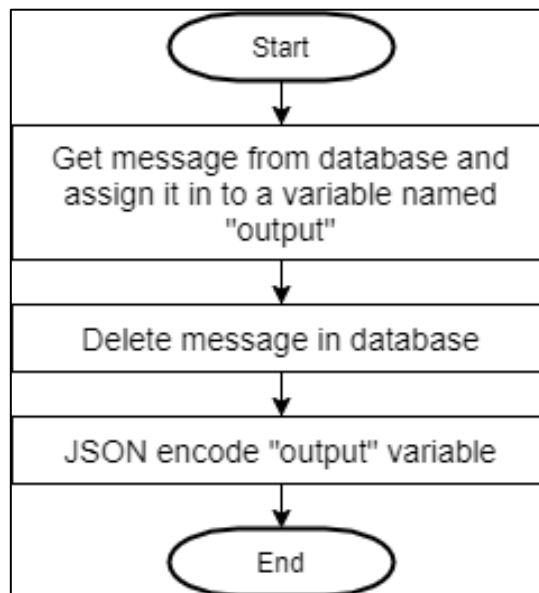 Start
Get message from database and
assign it in to a variable named
"output"
Delete message in database
JSON encode "output" variable
End